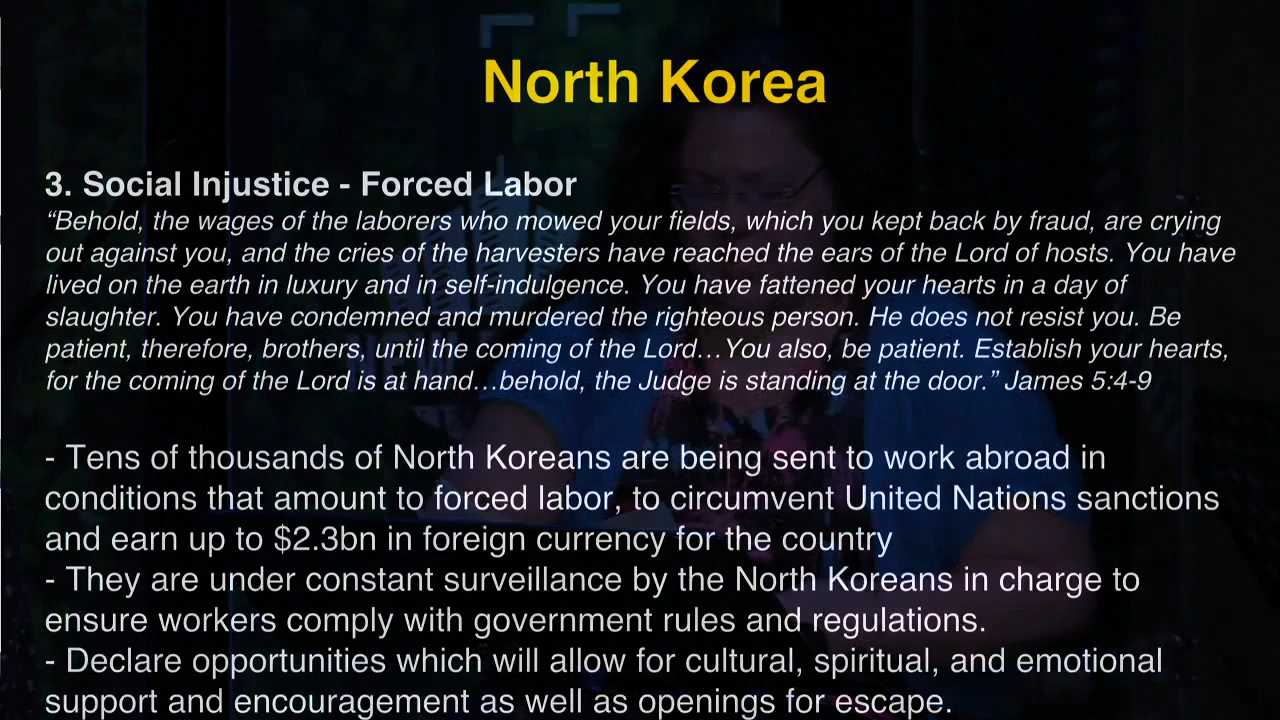 North Korea
3. Social Injustice - Forced Labor
“Behold, the wages of the laborers who mowed your fields, which you kept back by fraud, are crying
out against you, and the cries of the harvesters have reached the ears of the Lord of hosts. You have
lived on the earth in luxury and in self-indulgence. You have fattened your hearts in a day of
slaughter. You have condemned and murdered the righteous person. He does not resist you. Be
patient, therefore, brothers, until the coming of the Lord…You also, be patient. Establish your hearts,
for the coming of the Lord is at hand…behold, the Judge is standing at the door.” James 5:4-9
- Tens of thousands of North Koreans are being sent to work abroad in
conditions that amount to forced labor, to circumvent United Nations sanctions
and earn up to $2.3bn in foreign currency for the country
- They are under constant surveillance by the North Koreans in charge to
ensure workers comply with government rules and regulations.
- Declare opportunities which will allow for cultural, spiritual, and emotional
support and encouragement as well as openings for escape.